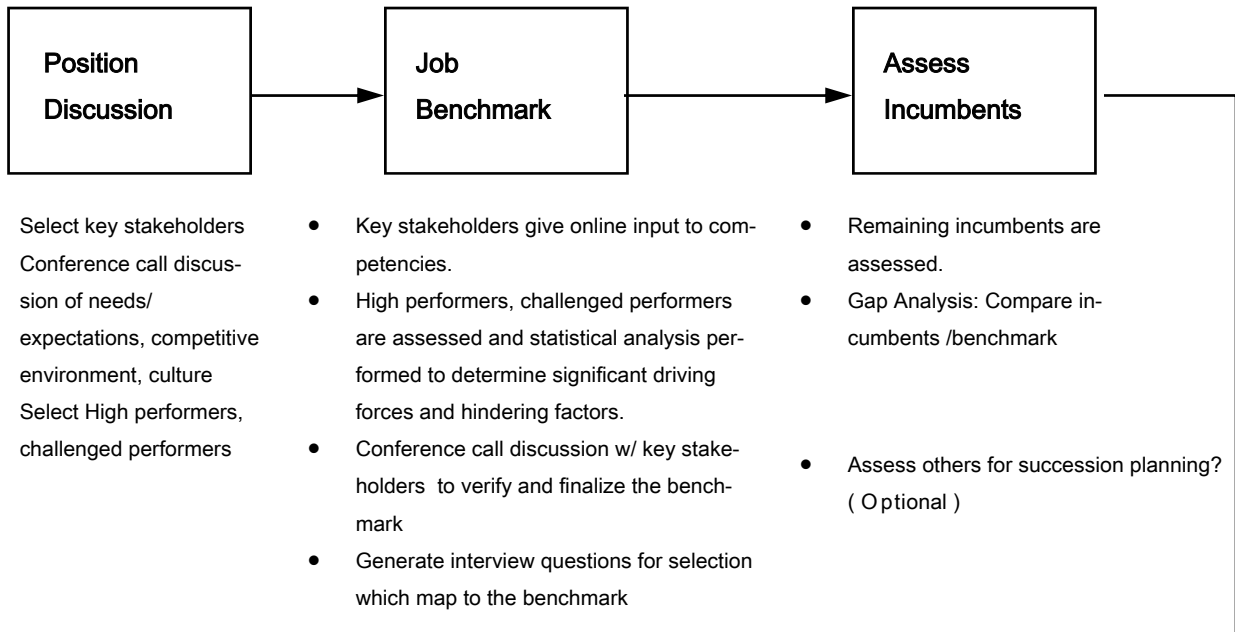 Position
Discussion
Job
Benchmark
Assess
Incumbents
Select key stakeholders
Conference call discus-
sion of needs/
expectations, competitive
environment, culture
Select High performers,
challenged performers
• Key stakeholders give online input to com-
petencies.
• High performers, challenged performers
are assessed and statistical analysis per-
formed to determine significant driving
forces and hindering factors.
• Conference call discussion w/ key stake-
holders to verify and finalize the bench-
mark
• Generate interview questions for selection
which map to the benchmark
• Remaining incumbents are
assessed.
• Gap Analysis: Compare in-
cumbents /benchmark
• Assess others for succession planning?
( Optional )